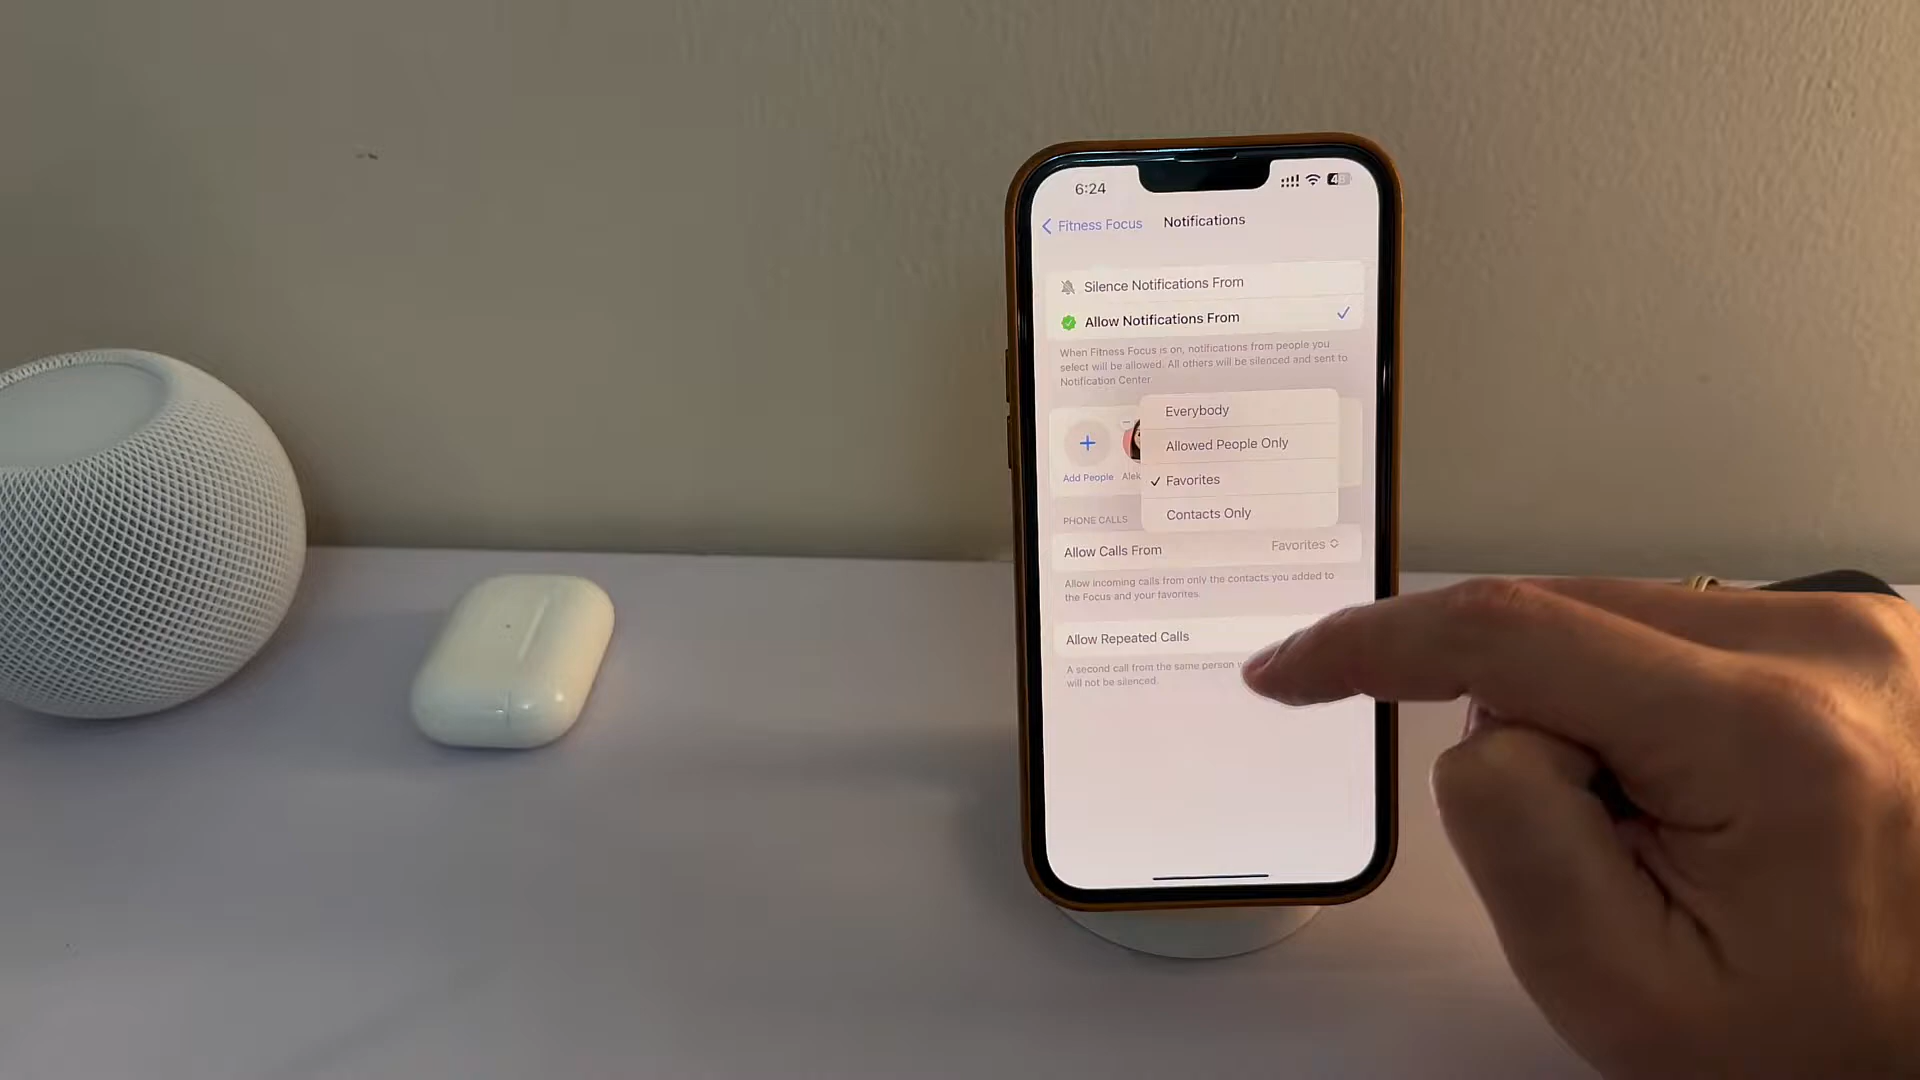 6:24
Fitness Focus
Notifications
Silence Notifications From
Allow Notifications From
When Fitness Focus is on, notifications from people you
select will be allowed. All others will be silenced and sent to
Notification Center.
Everybody
Allowed People Only
Favorites
Contacts Only
Add People
Alek
PHONE CALLS
Allow Calls From
Favorites
Allow incoming calls from only the contacts you added to
the Focus and your favorites.
Allow Repeated Calls
A second call from the same person
will not be silenced.